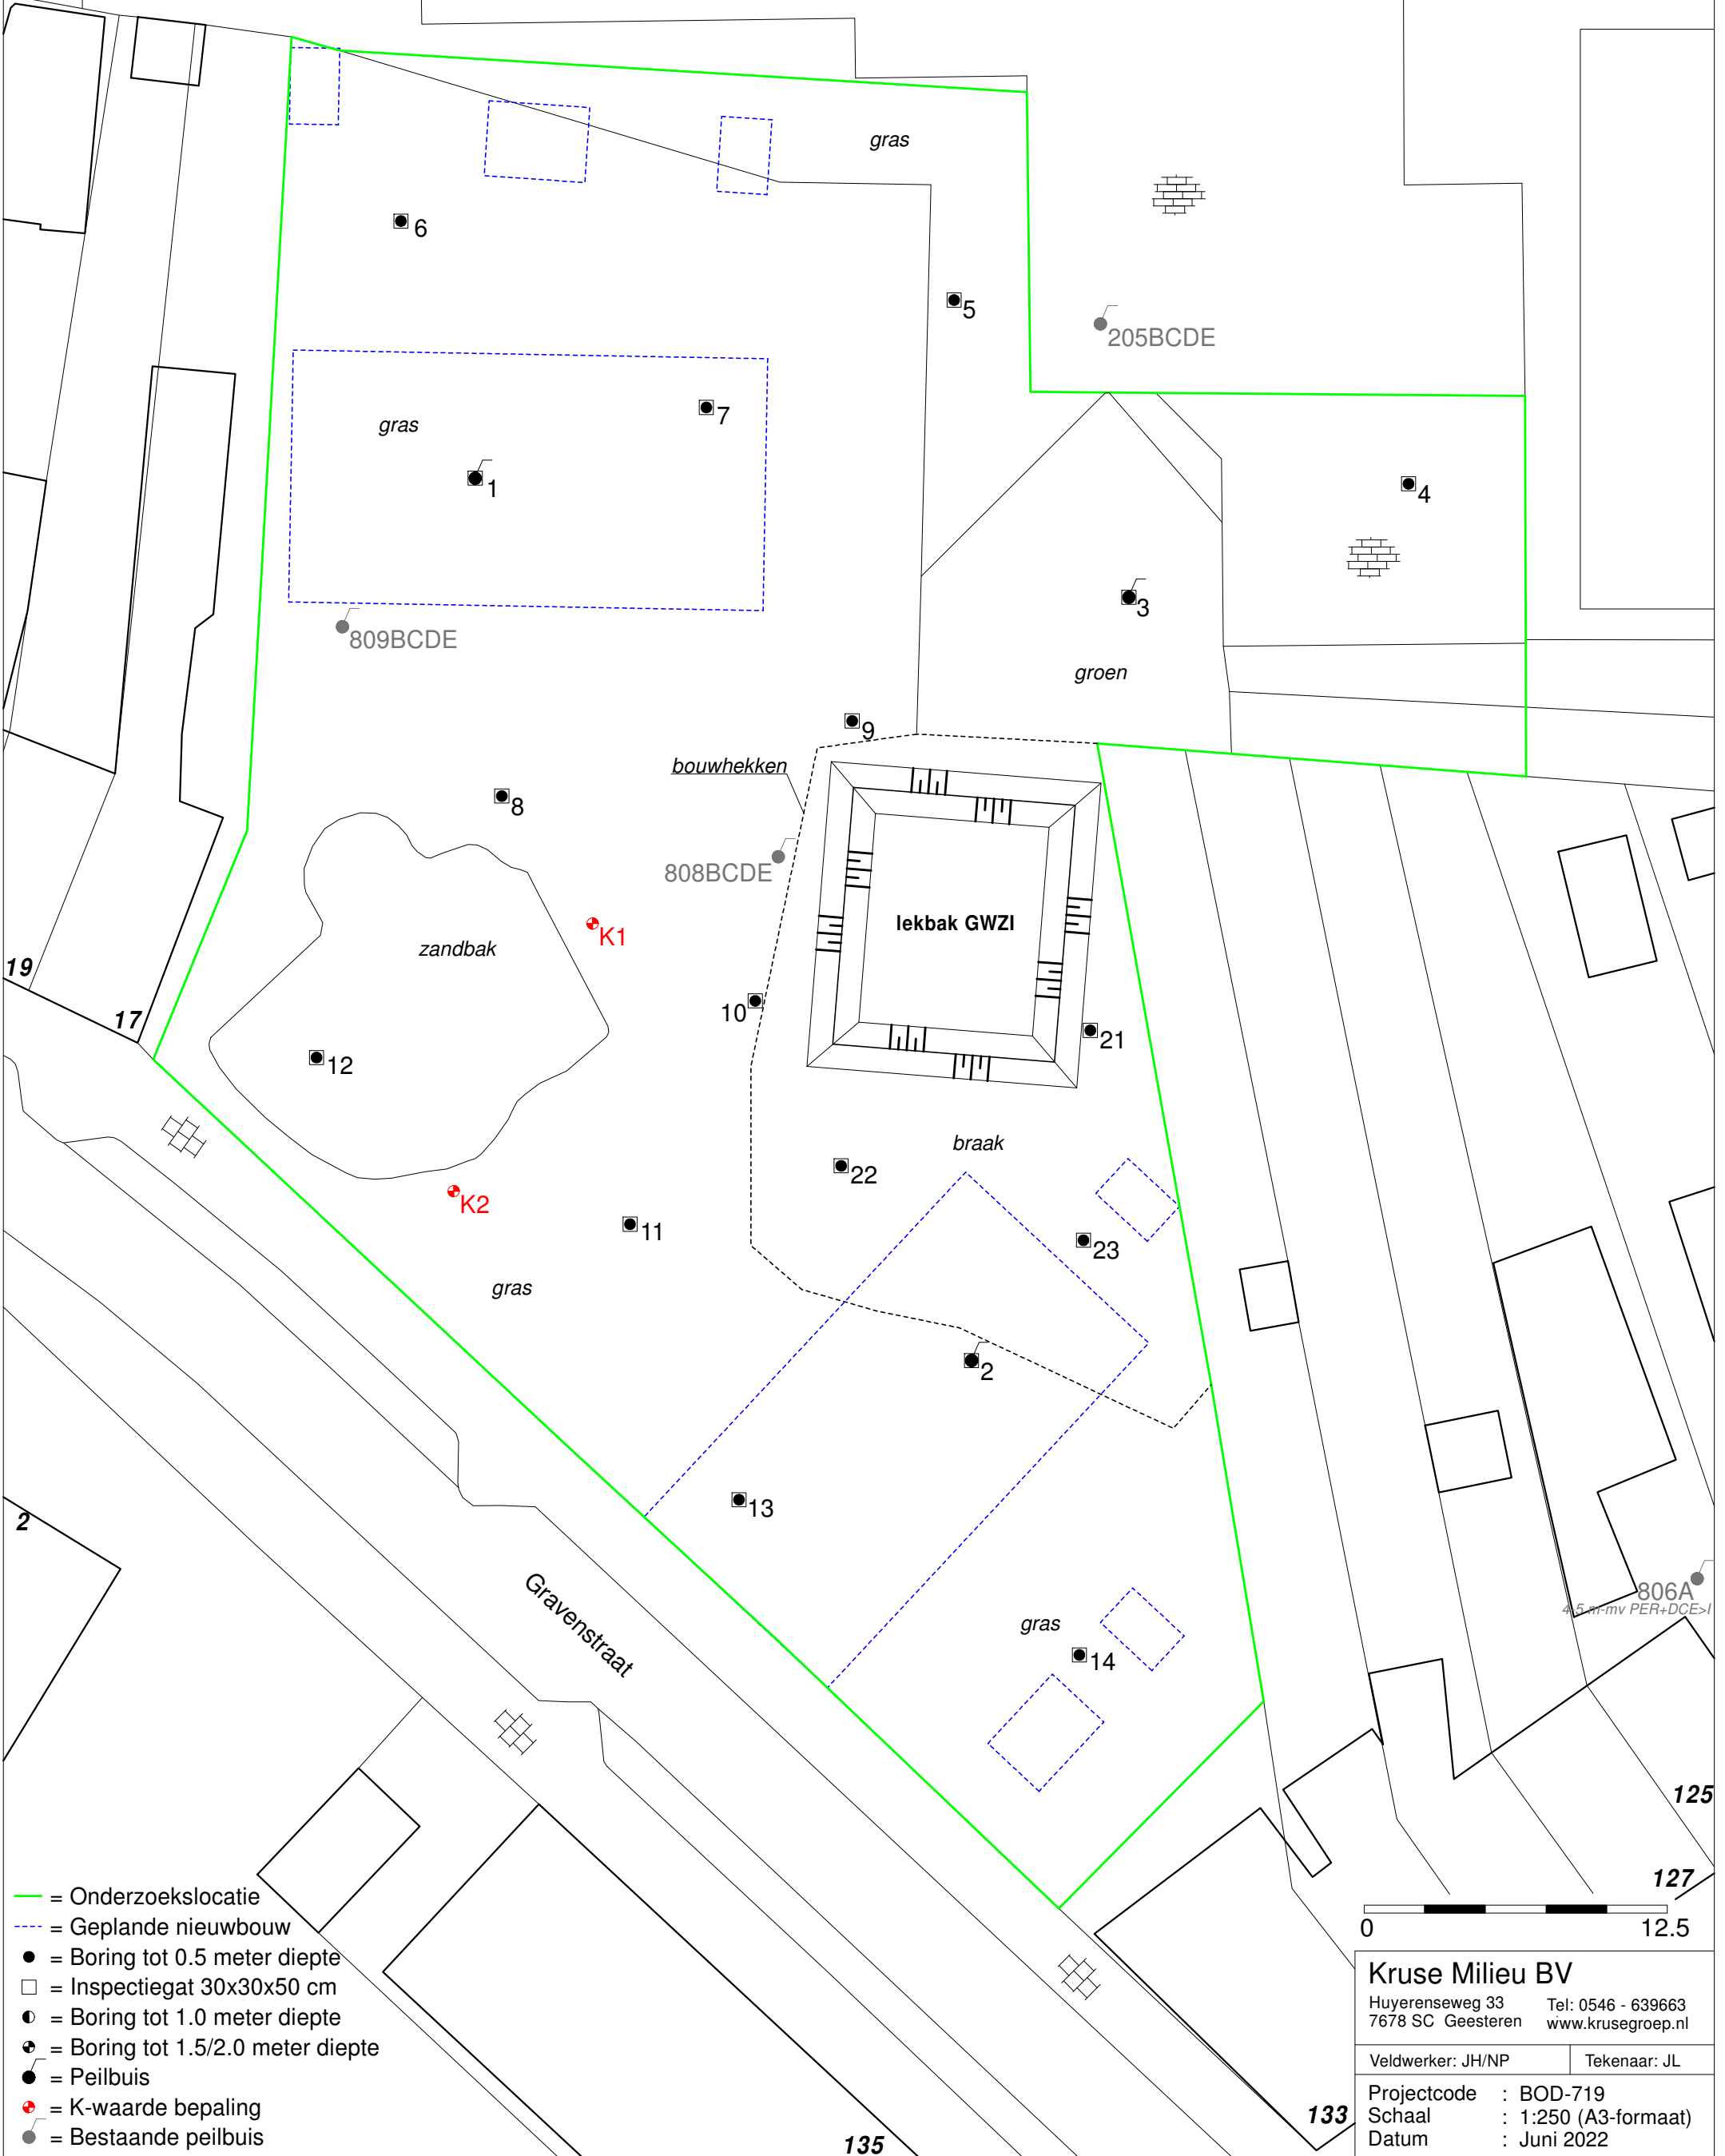 gras
6
5
205BCDE
7
gras
1
4
3
809BCDE
groen
9
bouwhekken
8
808BCDE
lekbak GWZI
K1
zandbak
19
10
17
21
12
braak
22
K2
11
23
gras
2
13
2
806A
4.5 m-mv PER+DCE>I
Gravenstraat
gras
14
125
127
= Onderzoekslocatie
= Geplande nieuwbouw
= Boring tot 0.5 meter diepte
= Inspectiegat 30x30x50 cm
= Boring tot 1.0 meter diepte
= Boring tot 1.5/2.0 meter diepte
= Peilbuis
= K-waarde bepaling
= Bestaande peilbuis
135
133
0 12.5
Kruse Milieu BV
Huyerenseweg 33 Tel: 0546 - 639663
7678 SC Geesteren www.krusegroep.nl
Veldwerker: JH/NP Tekenaar: JL
Projectcode : BOD-719
Schaal : 1:250 (A3-formaat)
Datum : Juni 2022